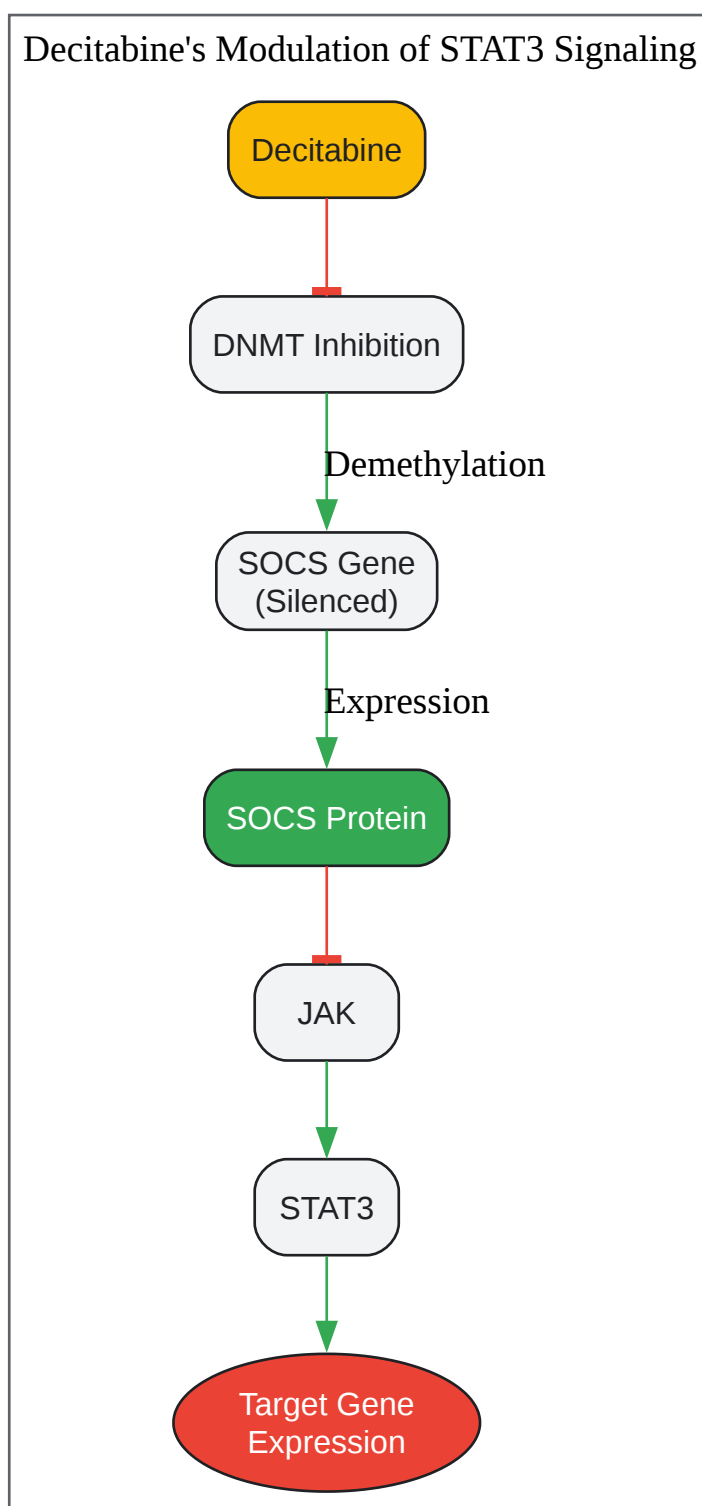 Decitabine's Modulation of STAT3 Signaling
Decitabine
DNMT Inhibition
Demethylation
SOCS Gene
(Silenced)
Expression
SOCS Protein
JAK
STAT3
Target Gene
Expression